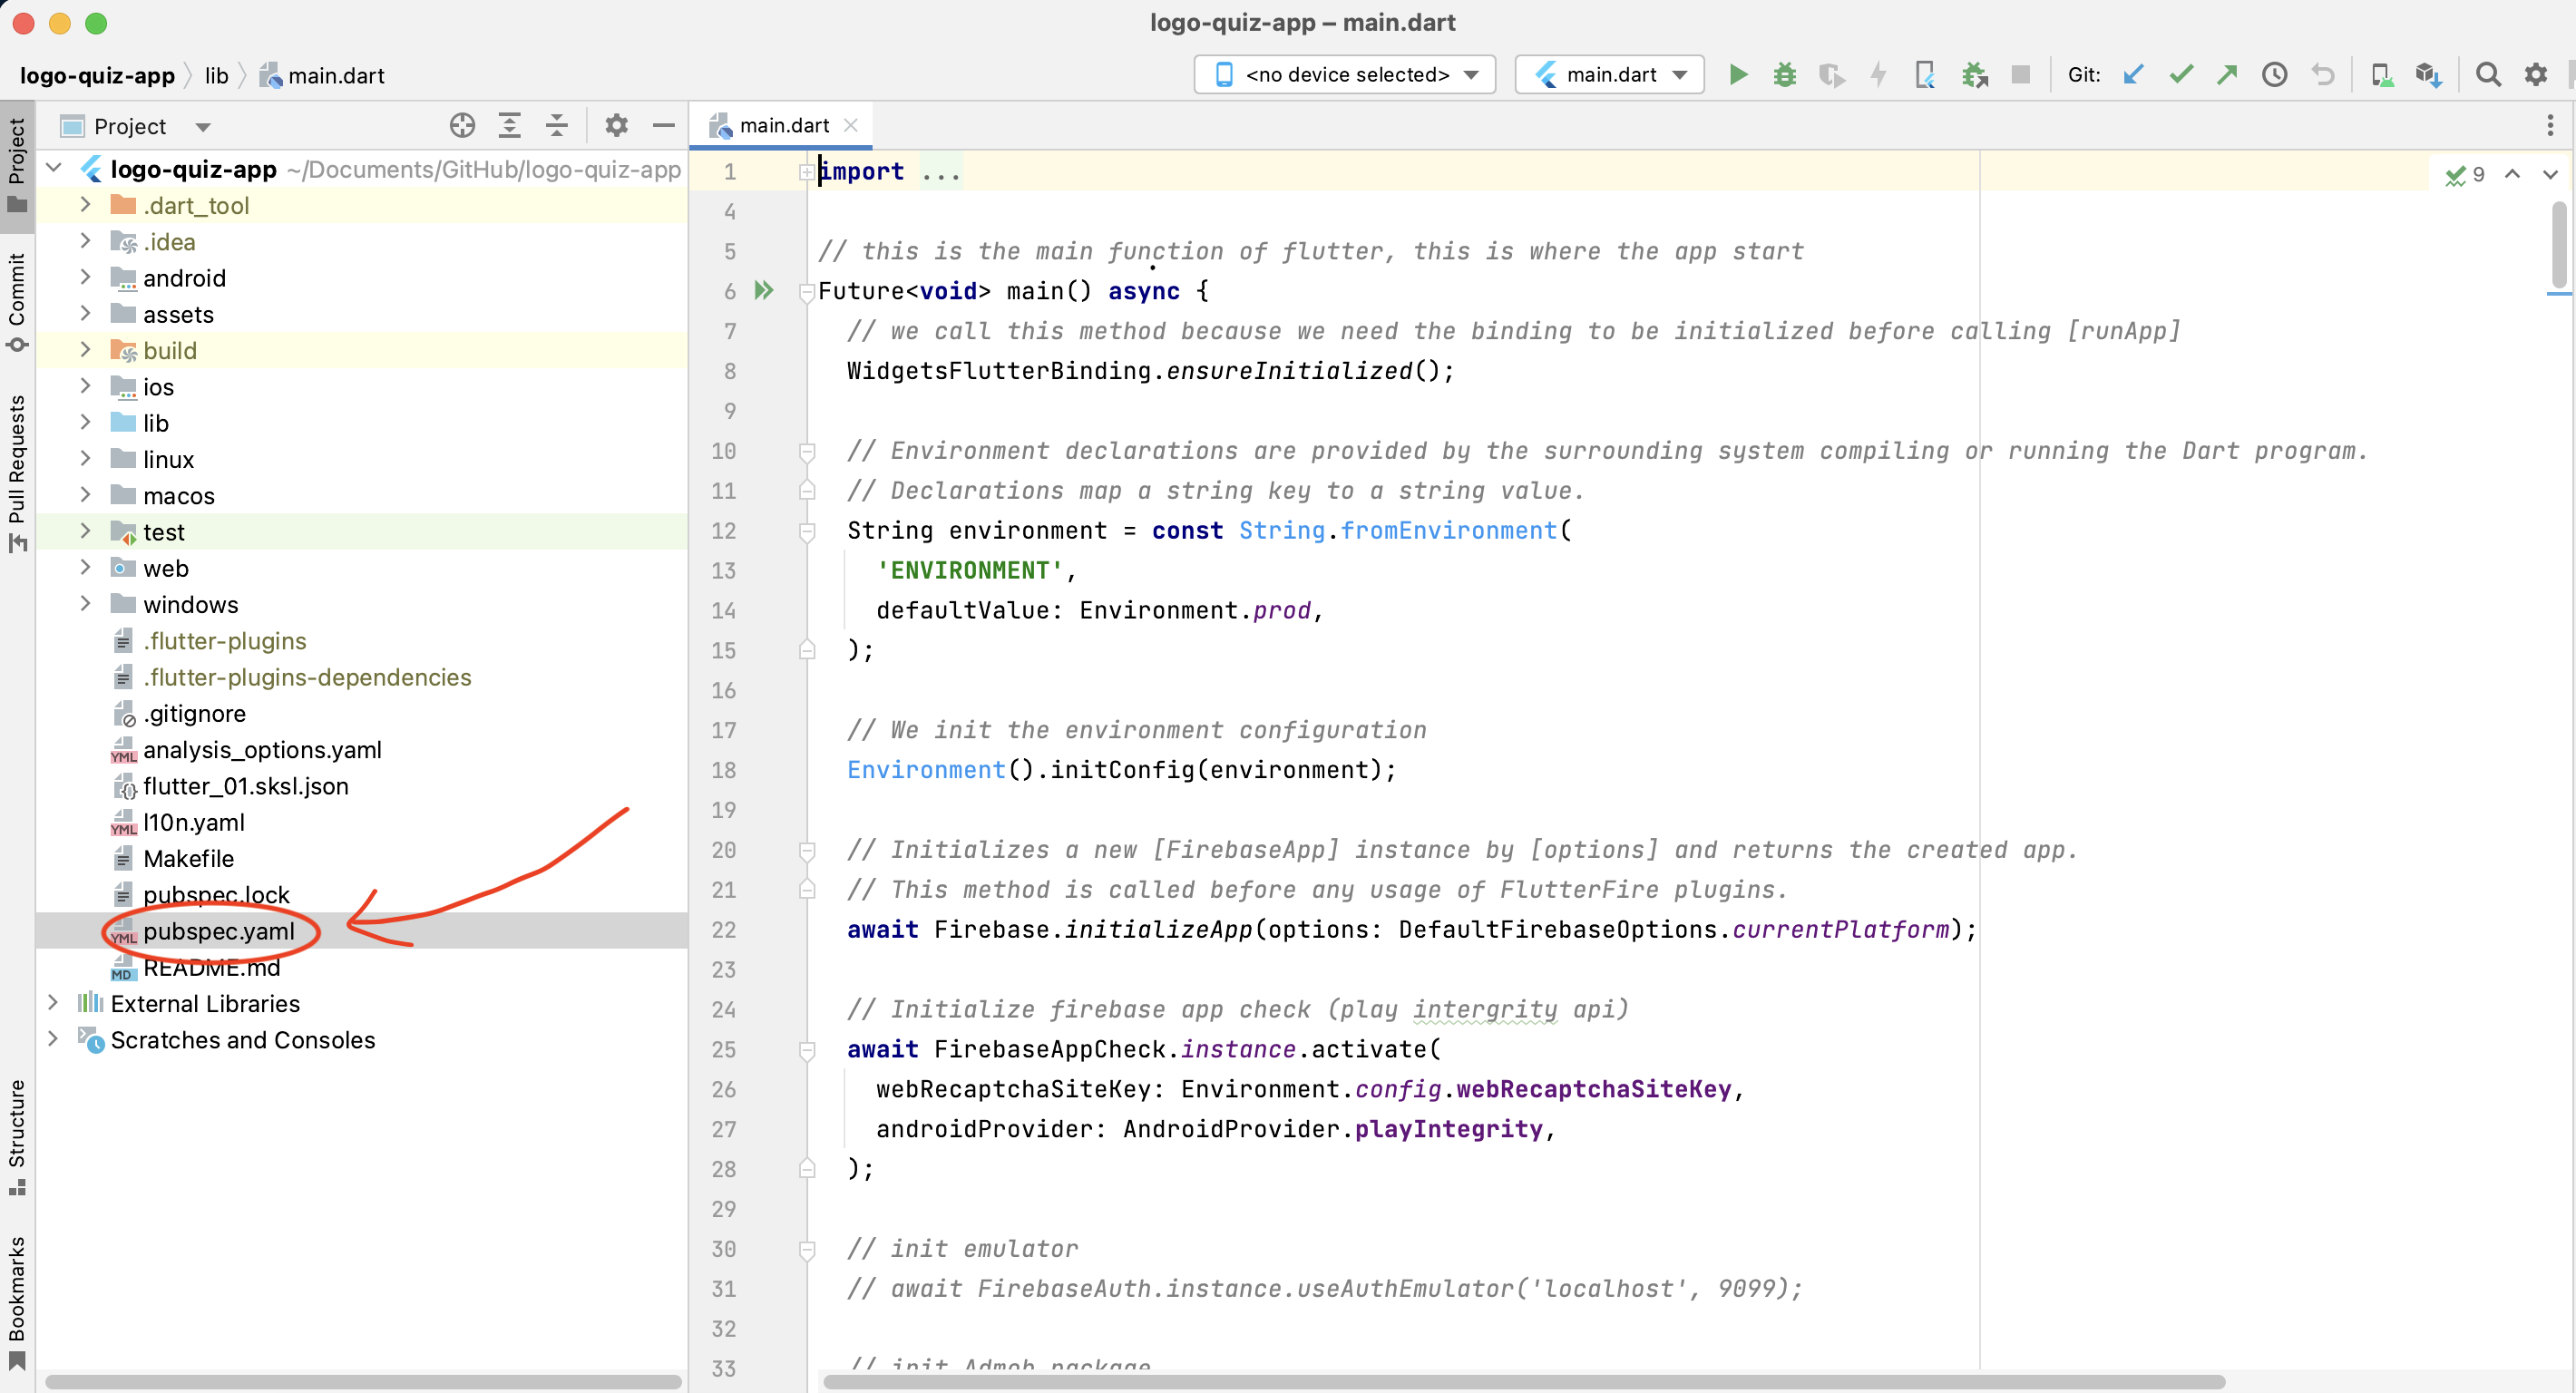 logo-quiz-app – main.dart
logo-quiz-app lib main.dart
<no device selected> main.dart Git:
Project
Commit
Pull Requests
Structure
Bookmarks
Project
logo-quiz-app ~/Documents/GitHub/logo-quiz-app
.dart_tool
.idea
android
assets
build
ios
lib
linux
macos
test
web
windows
.flutter-plugins
.flutter-plugins-dependencies
.gitignore
YML analysis_options.yaml
flutter_01.sksl.json
YML l10n.yaml
Makefile
pubspec.lock
YML pubspec.yaml
MD README.md
External Libraries
Scratches and Consoles
main.dart
9
1 import ...
4
5 // this is the main function of flutter, this is where the app start
6 Future<void> main() async {
7 // we call this method because we need the binding to be initialized before calling [runApp]
8 WidgetsFlutterBinding.ensureInitialized();
9
10 // Environment declarations are provided by the surrounding system compiling or running the Dart program.
11 // Declarations map a string key to a string value.
12 String environment = const String.fromEnvironment(
13 'ENVIRONMENT',
14 defaultValue: Environment.prod,
15 );
16
17 // We init the environment configuration
18 Environment().initConfig(environment);
19
20 // Initializes a new [FirebaseApp] instance by [options] and returns the created app.
21 // This method is called before any usage of FlutterFire plugins.
22 await Firebase.initializeApp(options: DefaultFirebaseOptions.currentPlatform);
23
24 // Initialize firebase app check (play intergrity api)
25 await FirebaseAppCheck.instance.activate(
26 webRecaptchaSiteKey: Environment.config.webRecaptchaSiteKey,
27 androidProvider: AndroidProvider.playIntegrity,
28 );
29
30 // init emulator
31 // await FirebaseAuth.instance.useAuthEmulator('localhost', 9099);
32
33 // init Admob package